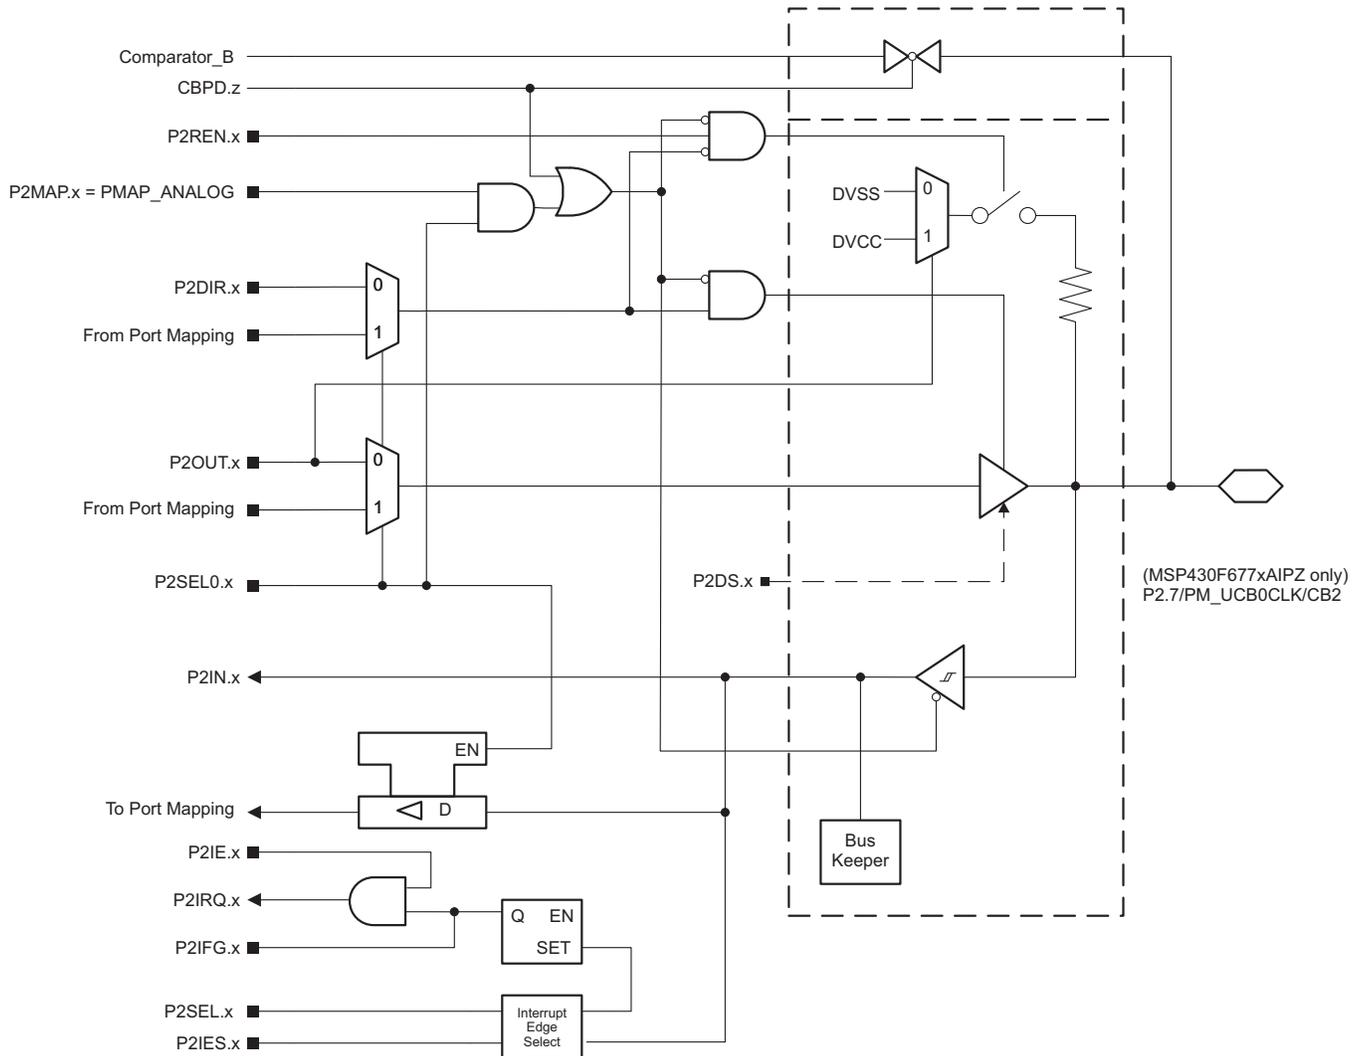 Comparator_B
CBPD.z
P2REN.x
P2MAP.x = PMAP_ANALOG
DVSS
0
DVCC
1
P2DIR.x
0
From Port Mapping
1
P2OUT.x
0
From Port Mapping
1
P2SEL0.x
P2DS.x
(MSP430F677xAIPZ only)
P2.7/PM_UCB0CLK/CB2
P2IN.x
EN
To Port Mapping
D
Bus
Keeper
P2IE.x
P2IRQ.x
Q EN
SET
P2IFG.x
P2SEL.x
Interrupt
Edge
Select
P2IES.x